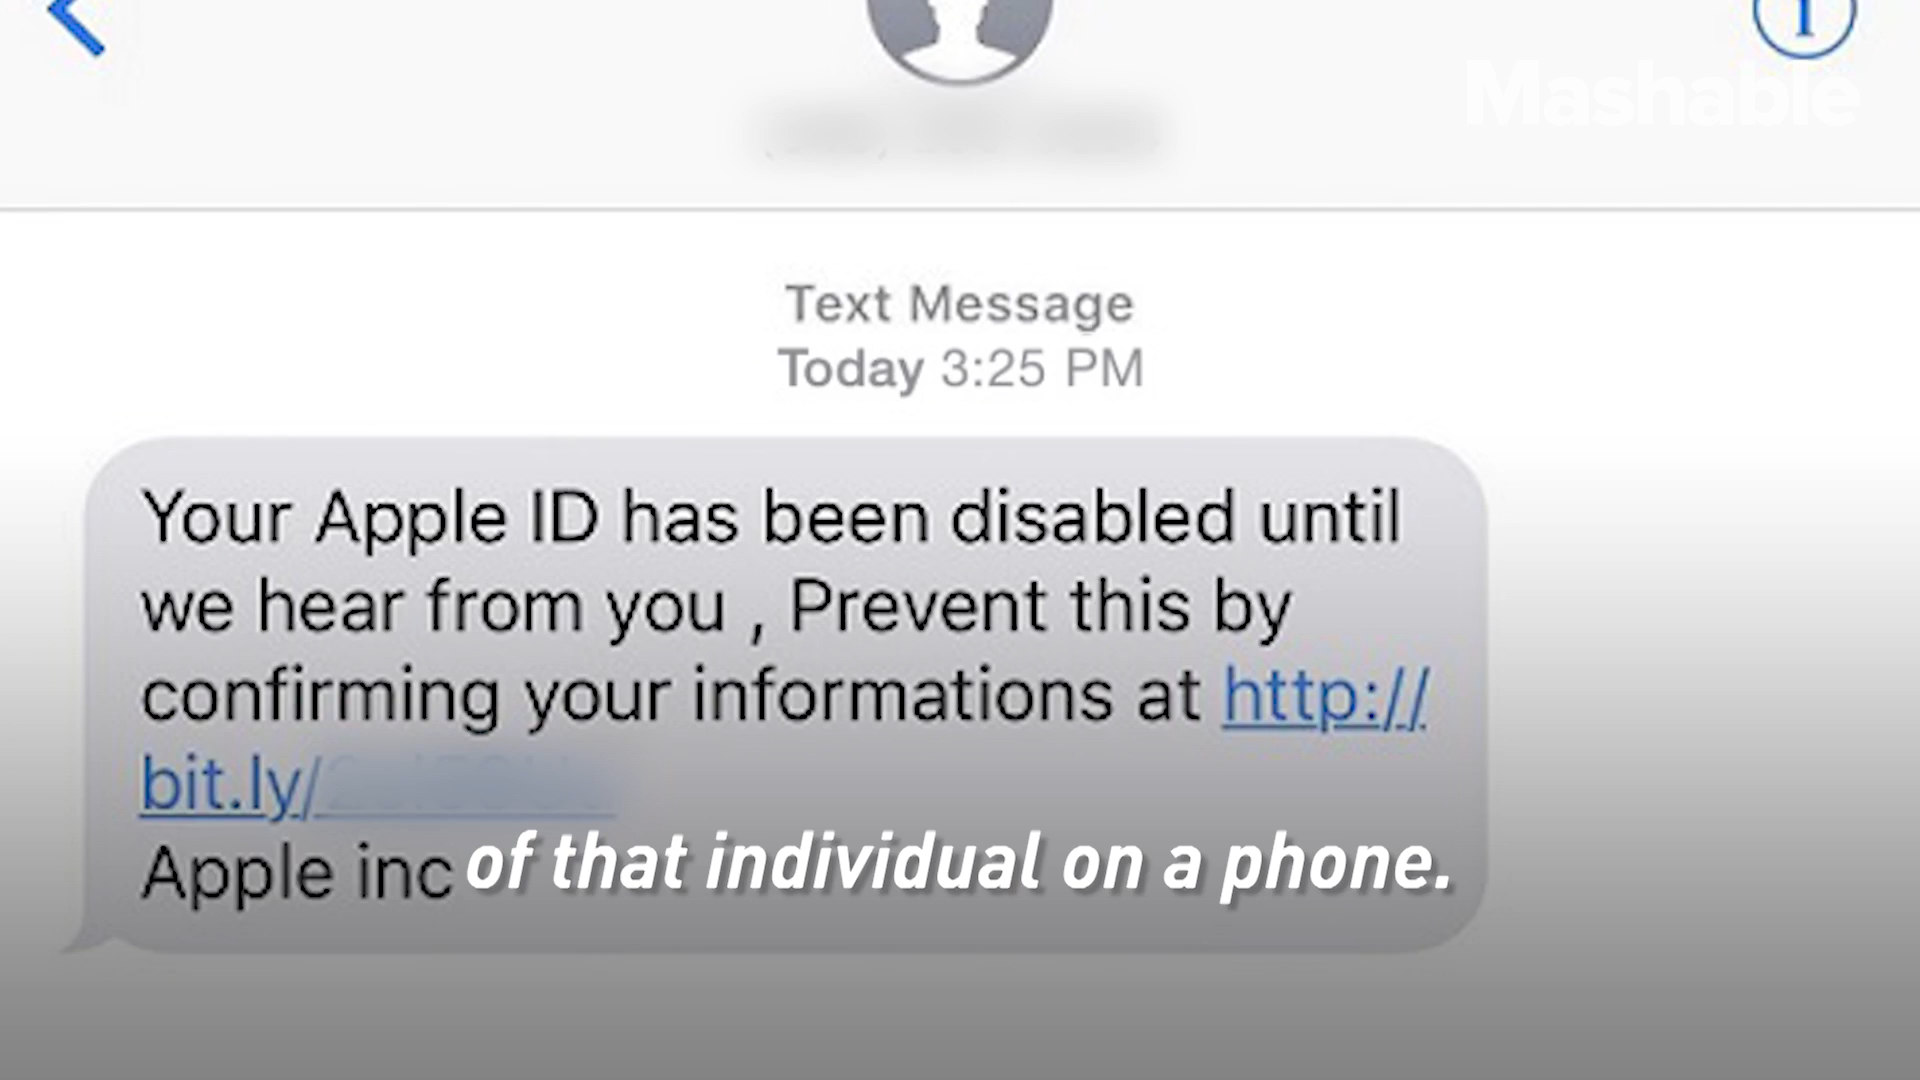 Mashable
Text Message
Today 3:25 PM
Your Apple ID has been disabled until
we hear from you , Prevent this by
confirming your informations at http://
bit.ly/
Apple inc
of that individual on a phone.